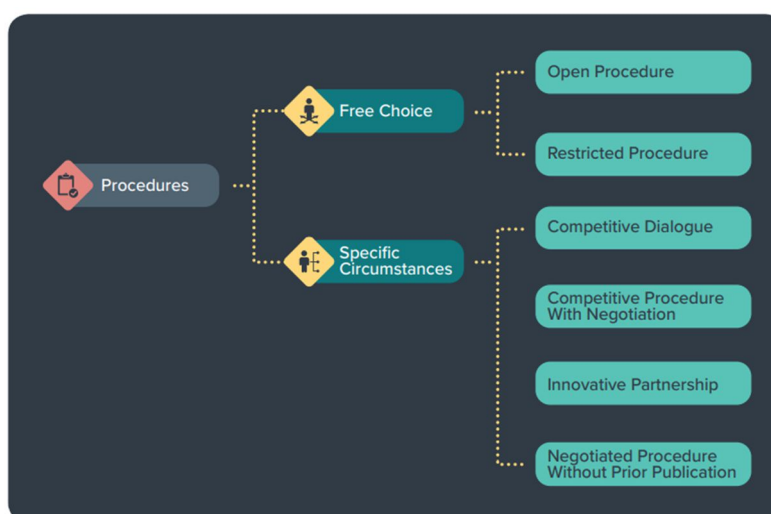 Procedures
Free Choice
Open Procedure
Restricted Procedure
Specific
Circumstances
Competitive Dialogue
Competitive Procedure
With Negotiation
Innovative Partnership
Negotiated Procedure
Without Prior Publication